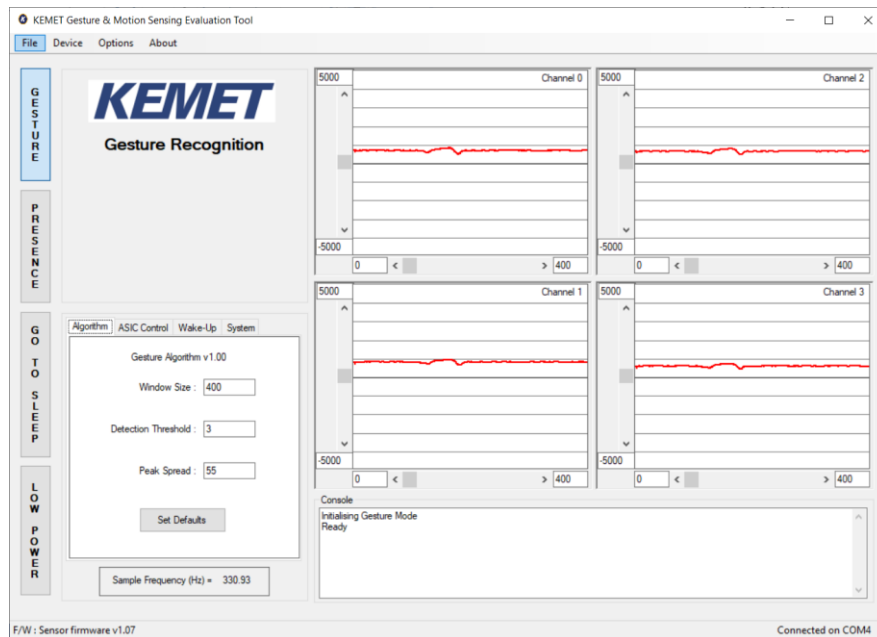 KEMET Gesture & Motion Sensing Evaluation Tool
File Device Options About
GESTURE
PRESENCE
GO TO SLEEP
LOW POWER
KEMET
Gesture Recognition
Algorithm ASIC Control Wake-Up System
Gesture Algorithm v1.00
Window Size : 400
Detection Threshold : 3
Peak Spread : 55
Set Defaults
Sample Frequency (Hz) = 330.93
5000 Channel 0
-5000
0 < > 400
5000 Channel 2
-5000
0 < > 400
5000 Channel 1
-5000
0 < > 400
5000 Channel 3
-5000
0 < > 400
Console
Initialising Gesture Mode
Ready
F/W : Sensor firmware v1.07
Connected on COM4